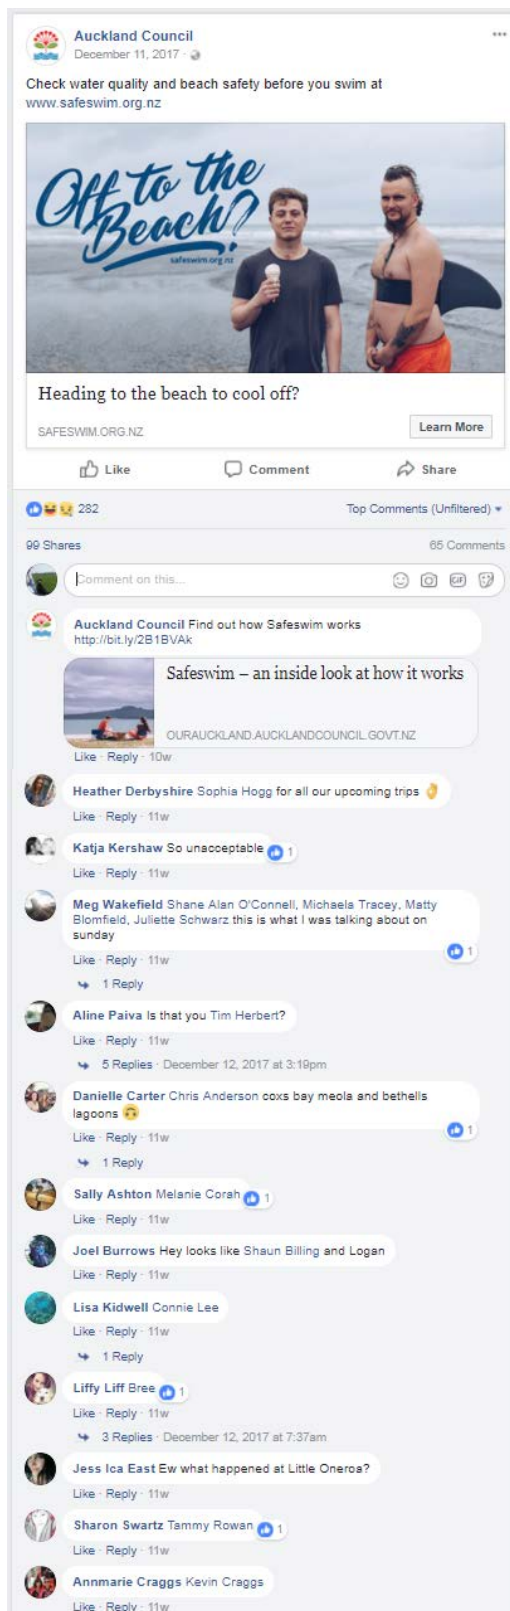 Auckland Council
December 11, 2017 ·
Check water quality and beach safety before you swim at
www.safeswim.org.nz
Off to the
Beach?
safeswim.org.nz
Heading to the beach to cool off?
SAFESWIM.ORG.NZ
Learn More
Like Comment Share
282 Top Comments (Unfiltered)
99 Shares 65 Comments
Comment on this...
GIF
Auckland Council Find out how Safeswim works
http://bit.ly/2B1BVAk
Safeswim – an inside look at how it works
OURAUCKLAND.AUCKLANDCOUNCIL.GOVT.NZ
Like · Reply · 10w
Heather Derbyshire Sophia Hogg for all our upcoming trips 👌
Like · Reply · 11w
Katja Kershaw So unacceptable 1
Like · Reply · 11w
Meg Wakefield Shane Alan O'Connell, Michaela Tracey, Matty
Blomfield, Juliette Schwarz this is what I was talking about on
sunday
1
Like · Reply · 11w
1 Reply
Aline Paiva Is that you Tim Herbert?
Like · Reply · 11w
5 Replies · December 12, 2017 at 3:19pm
Danielle Carter Chris Anderson coxs bay meola and bethells
lagoons 🙃
1
Like · Reply · 11w
1 Reply
Sally Ashton Melanie Corah 1
Like · Reply · 11w
Joel Burrows Hey looks like Shaun Billing and Logan
Like · Reply · 11w
Lisa Kidwell Connie Lee
Like · Reply · 11w
1 Reply
Liffy Liff Bree 1
Like · Reply · 11w
3 Replies · December 12, 2017 at 7:37am
Jess Ica East Ew what happened at Little Oneroa?
Like · Reply · 11w
Sharon Swartz Tammy Rowan 1
Like · Reply · 11w
Annmarie Craggs Kevin Craggs
Like · Reply · 11w